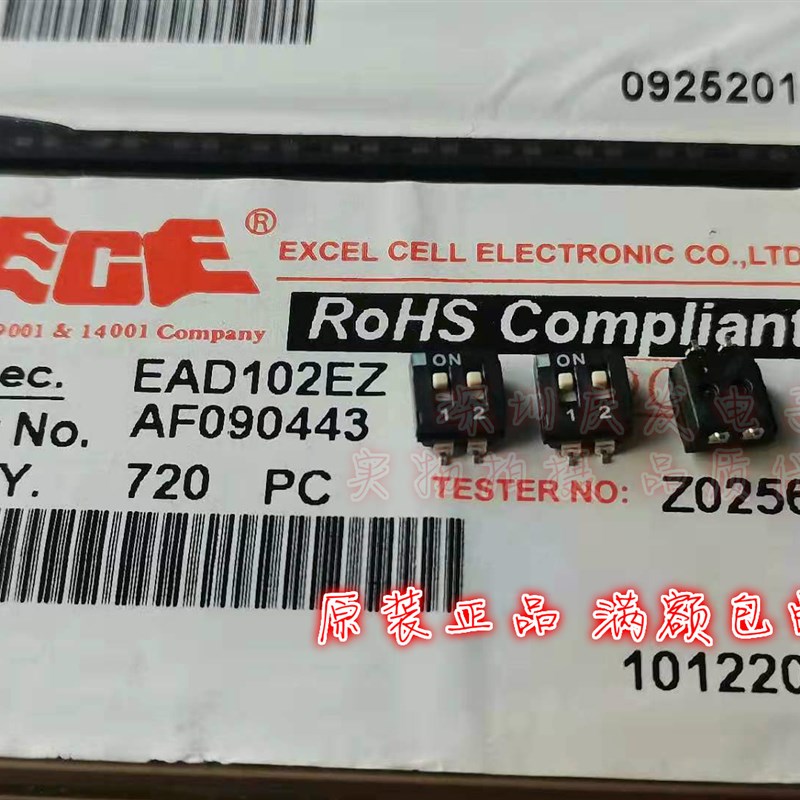 0925201
ECE®
EXCEL CELL ELECTRONIC CO.,LTD
9001 & 14001 Company
RoHS Compliant
ec. EAD102EZ
No. AF090443
Y. 720 PC
ON
1 2
ON
1 2
TESTER NO: Z0256
原装正品 满额包邮
101220